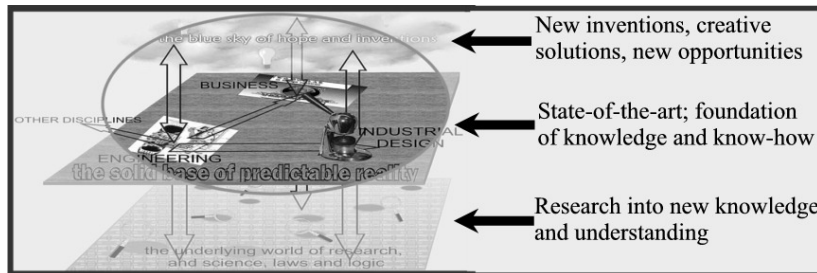 the blue sky of hope and inventions
BUSINESS
OTHER DISCIPLINES
INDUSTRIAL
DESIGN
ENGINEERING
the solid base of predictable reality
the underlying world of research,
and science, laws and logic
New inventions, creative
solutions, new opportunities
State-of-the-art; foundation
of knowledge and know-how
Research into new knowledge
and understanding